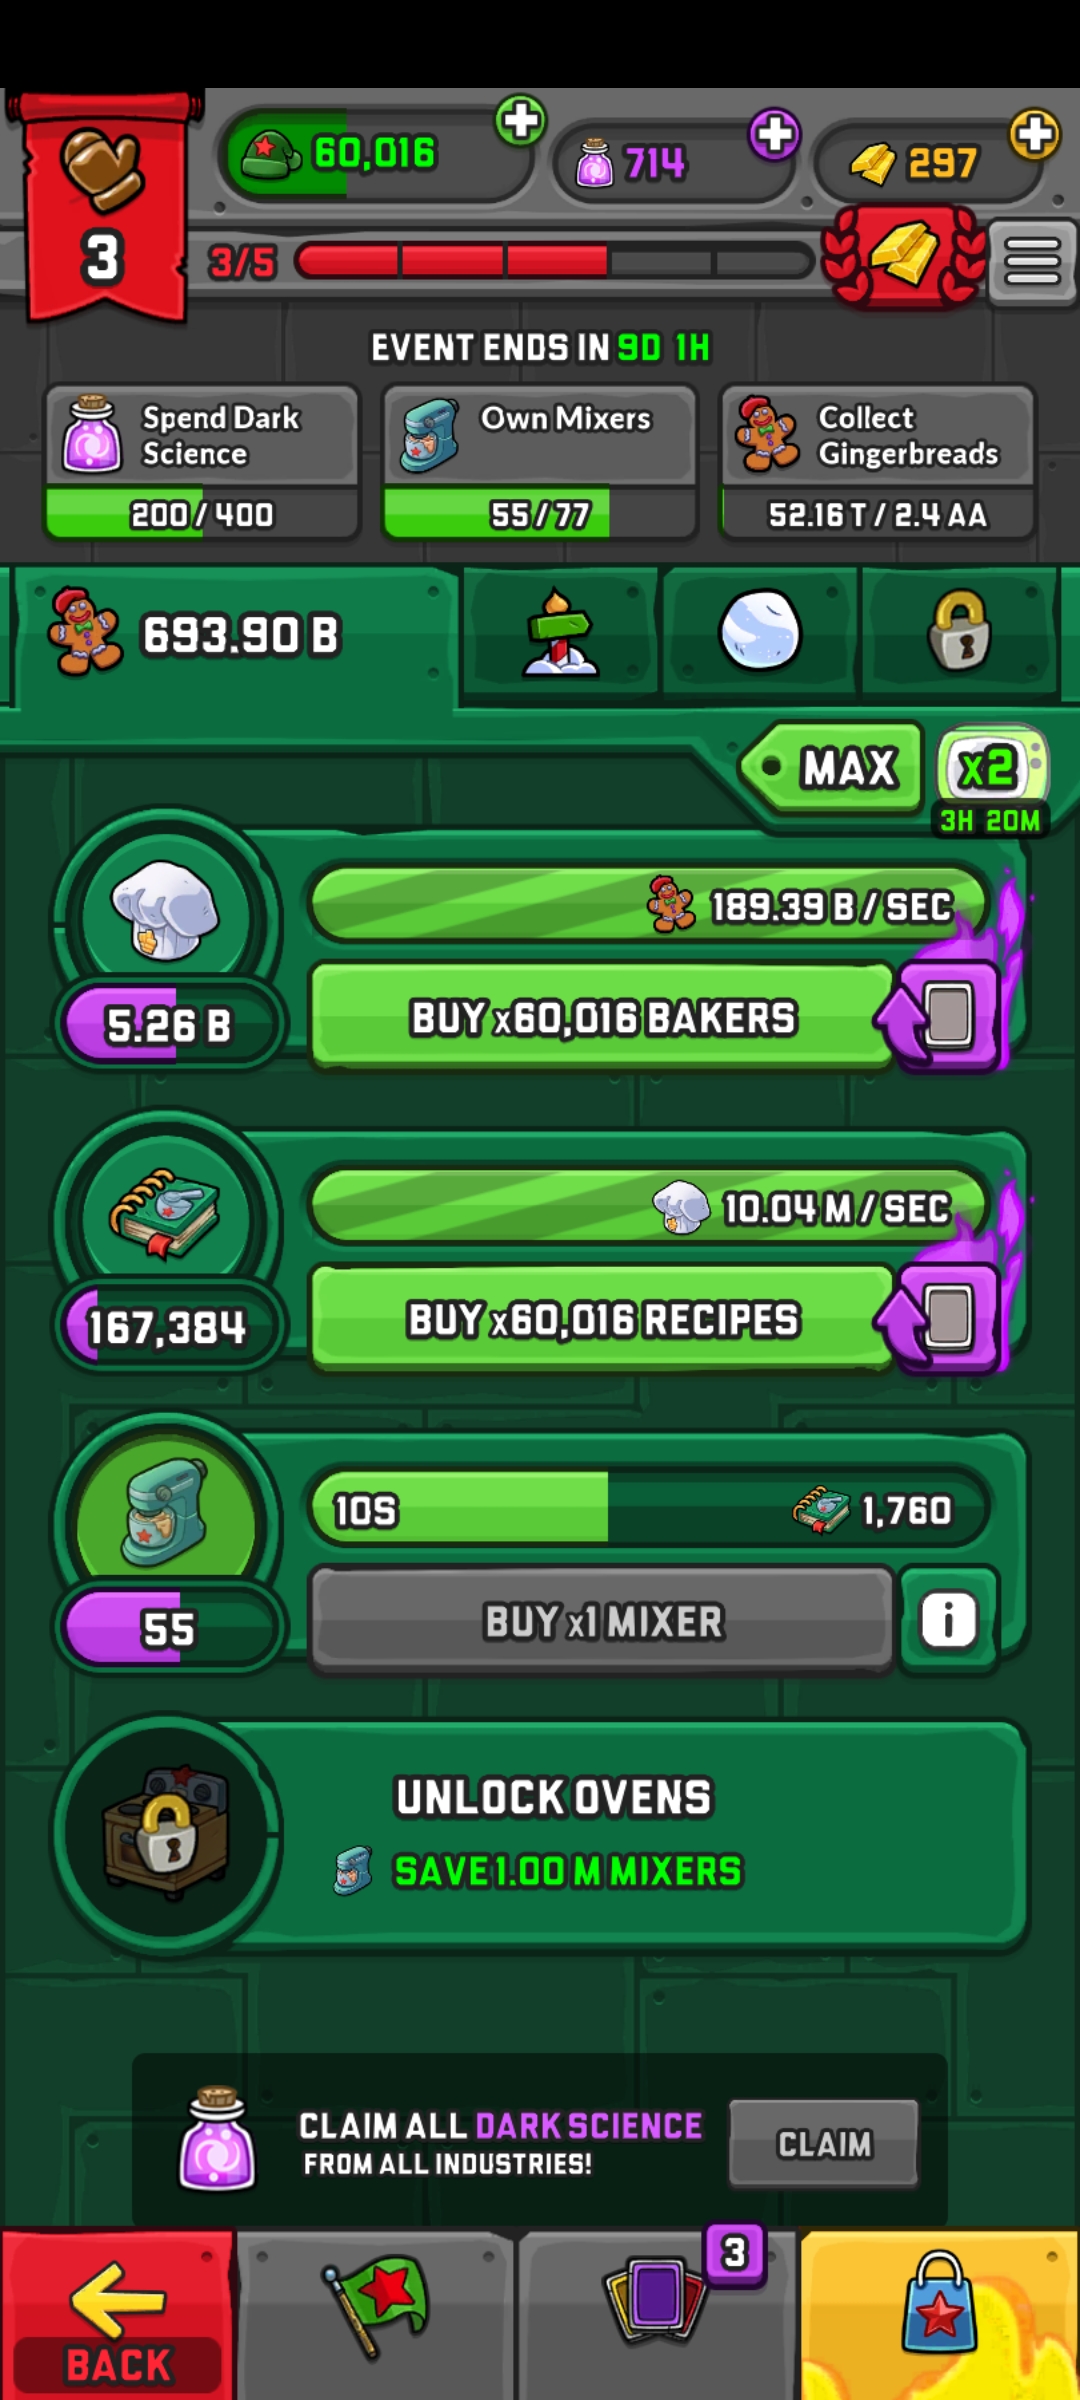 60,016
714
297
3
3/5
EVENT ENDS IN 9D 1H
Spend Dark
Science
200 / 400
Own Mixers
55 / 77
Collect
Gingerbreads
52.16 T / 2.4 AA
693.90 B
MAX
x2
3H 20M
189.39 B / SEC
5.26 B
BUY x60,016 BAKERS
10.04 M / SEC
167,384
BUY x60,016 RECIPES
10S
1,760
55
BUY x1 MIXER
i
UNLOCK OVENS
SAVE 1.00 M MIXERS
CLAIM ALL DARK SCIENCE
FROM ALL INDUSTRIES!
CLAIM
3
BACK